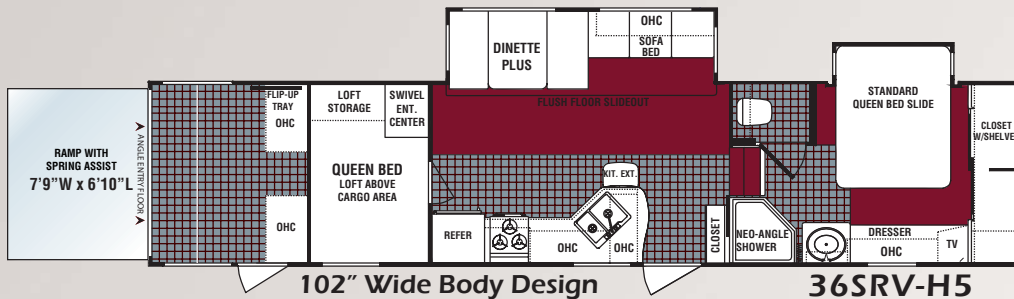 RAMP WITH
SPRING ASSIST
7'9"W x 6'10"L
ANGLE ENTRY FLOOR
FLIP-UP
TRAY
OHC
OHC
LOFT
STORAGE
SWIVEL
ENT.
CENTER
QUEEN BED
LOFT ABOVE
CARGO AREA
DINETTE
PLUS
OHC
SOFA
BED
FLUSH FLOOR SLIDEOUT
REFER
KIT. EXT.
OHC
OHC
CLOSET
NEO-ANGLE
SHOWER
STANDARD
QUEEN BED SLIDE
CLOSET
W/SHELVE
DRESSER
OHC
TV
102" Wide Body Design
36SRV-H5